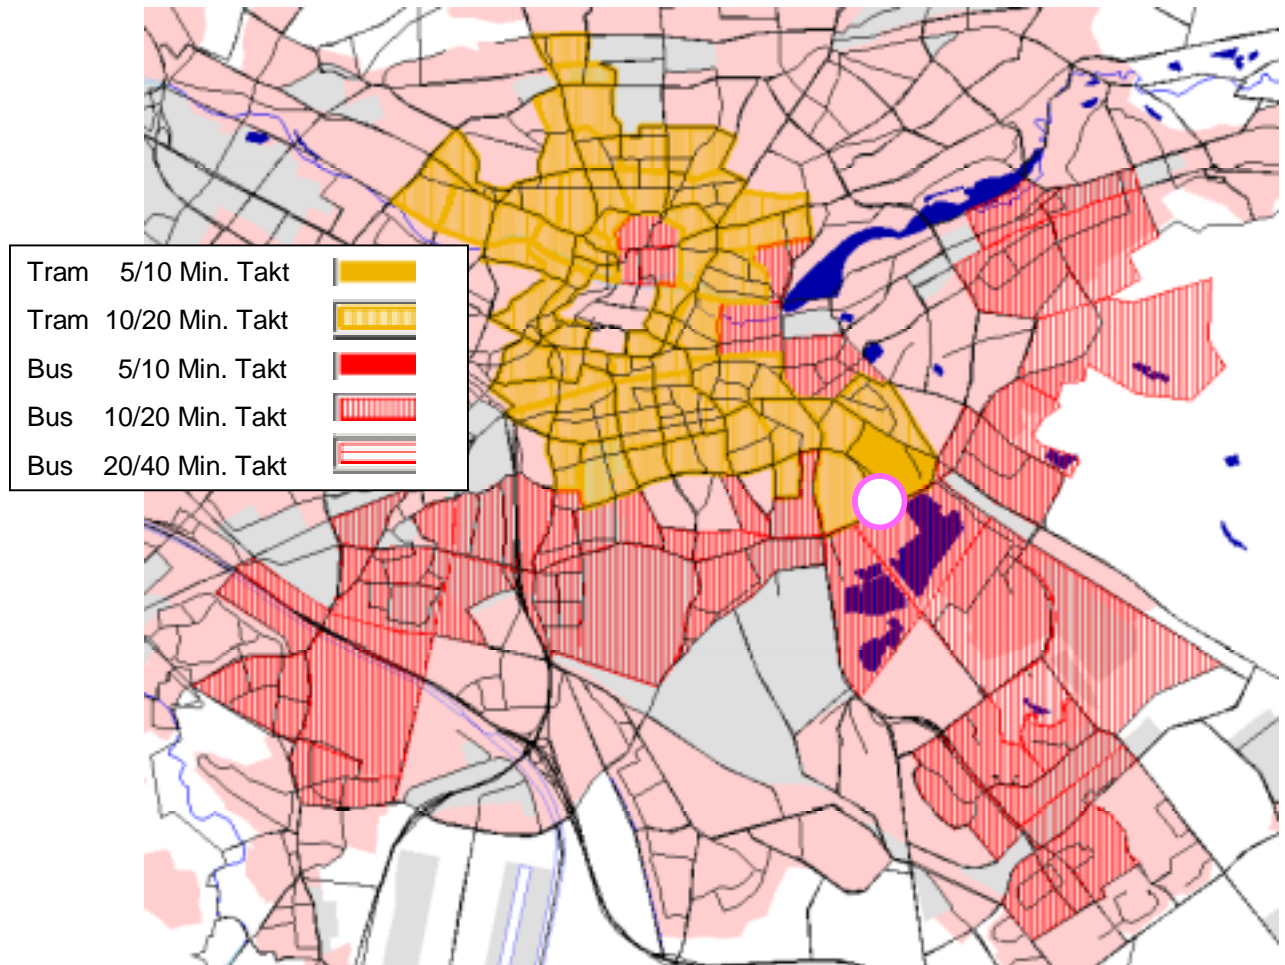 Tram 5/10 Min. Takt
Tram 10/20 Min. Takt
Bus 5/10 Min. Takt
Bus 10/20 Min. Takt
Bus 20/40 Min. Takt